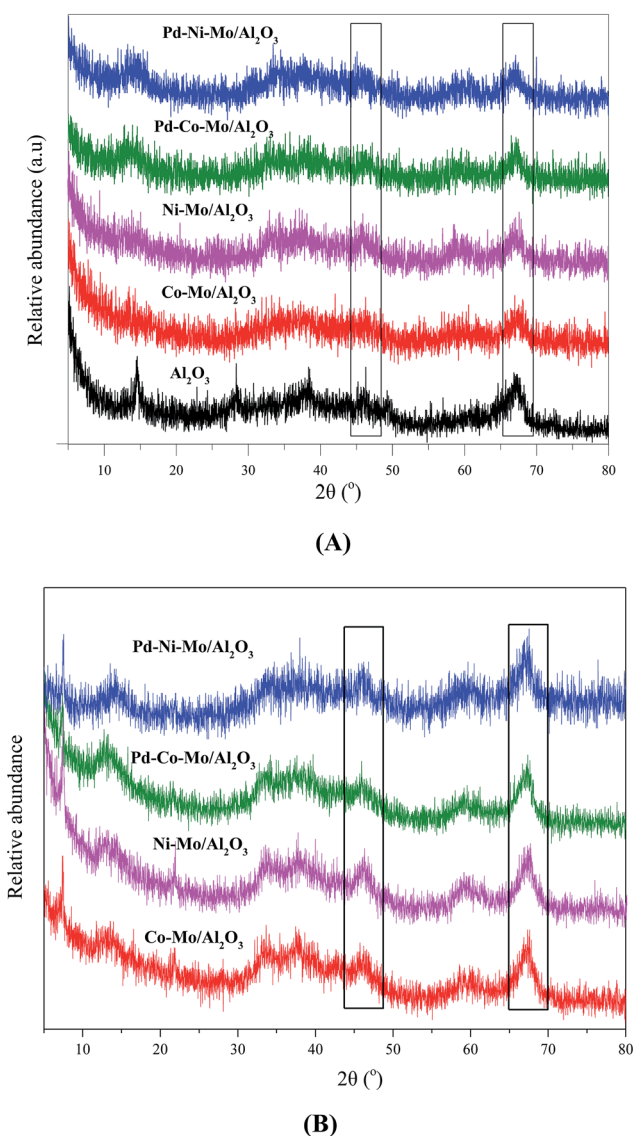 Pd-Ni-Mo/Al₂O₃
Pd-Co-Mo/Al₂O₃
Ni-Mo/Al₂O₃
Co-Mo/Al₂O₃
Al₂O₃
Relative abundance (a.u)
10 20 30 40 50 60 70 80
2θ (°)
(A)
Pd-Ni-Mo/Al₂O₃
Pd-Co-Mo/Al₂O₃
Ni-Mo/Al₂O₃
Co-Mo/Al₂O₃
Relative abundance
10 20 30 40 50 60 70 80
2θ (°)
(B)